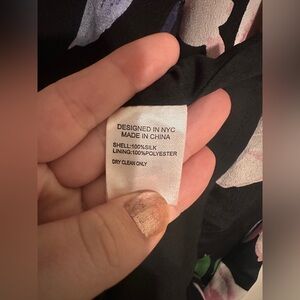 DESIGNED IN NYC
MADE IN CHINA
SHELL:100%SILK
LINING:100%POLYESTER
DRY CLEAN ONLY